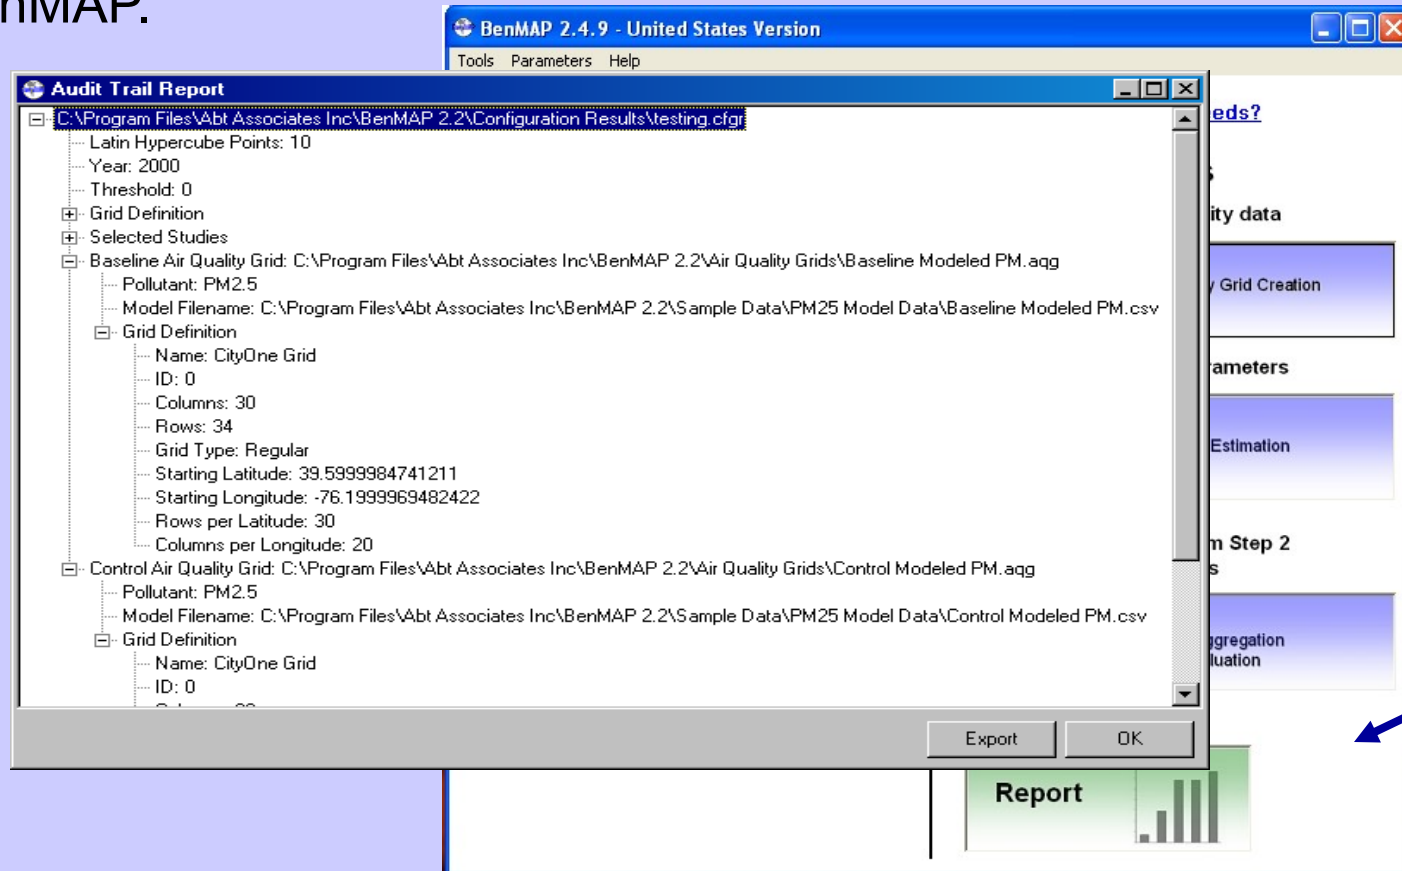 BenMAP 2.4.9 - United States Version
Tools Parameters Help
Audit Trail Report
C:\Program Files\Abt Associates Inc\BenMAP 2.2\Configuration Results\testing.cfgr
Latin Hypercube Points: 10
Year: 2000
Threshold: 0
Grid Definition
Selected Studies
Baseline Air Quality Grid: C:\Program Files\Abt Associates Inc\BenMAP 2.2\Air Quality Grids\Baseline Modeled PM.aqg
Pollutant: PM2.5
Model Filename: C:\Program Files\Abt Associates Inc\BenMAP 2.2\Sample Data\PM25 Model Data\Baseline Modeled PM.csv
Grid Definition
Name: CityOne Grid
ID: 0
Columns: 30
Rows: 34
Grid Type: Regular
Starting Latitude: 39.5999984741211
Starting Longitude: -76.1999969482422
Rows per Latitude: 30
Columns per Longitude: 20
Control Air Quality Grid: C:\Program Files\Abt Associates Inc\BenMAP 2.2\Air Quality Grids\Control Modeled PM.aqg
Pollutant: PM2.5
Model Filename: C:\Program Files\Abt Associates Inc\BenMAP 2.2\Sample Data\PM25 Model Data\Control Modeled PM.csv
Grid Definition
Name: CityOne Grid
ID: 0
Export OK
eds?
ity data
y Grid Creation
ameters
Estimation
m Step 2
s
ggregation
luation
Report